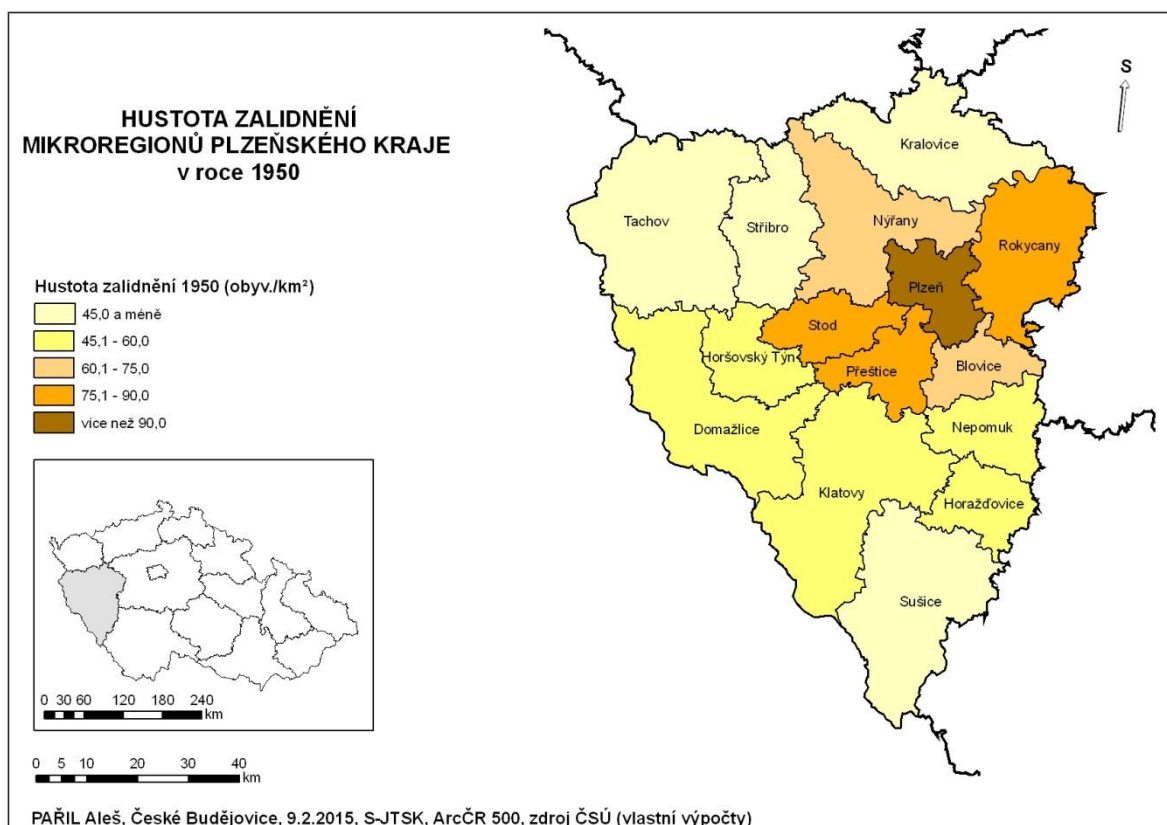 HUSTOTA ZALIDNĚNÍ
MIKROREGIONŮ PLZEŇSKÉHO KRAJE
v roce 1950
S
Kralovice
Tachov
Stříbro
Nýřany
Rokycany
Plzeň
Stod
Horšovský Týn
Přeštice
Blovice
Domažlice
Nepomuk
Klatovy
Horažďovice
Sušice
Hustota zalidnění 1950 (obyv./km²)
45,0 a méně
45,1 - 60,0
60,1 - 75,0
75,1 - 90,0
více než 90,0
0 30 60 120 180 240
km
0 5 10 20 30 40
km
PAŘIL Aleš, České Budějovice, 9.2.2015, S-JTSK, ArcČR 500, zdroj ČSÚ (vlastní výpočty)